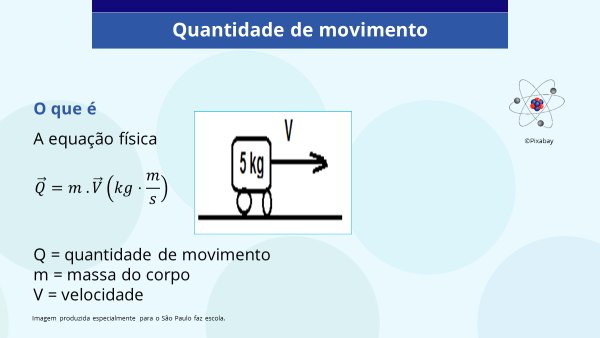 Quantidade de movimento
O que é
©Pixabay
A equação física
V
5 kg
$\vec{Q} = m . \vec{V} \left( kg \cdot \frac{m}{s} \right)$
Q = quantidade de movimento
m = massa do corpo
V = velocidade
Imagem produzida especialmente para o São Paulo faz escola.